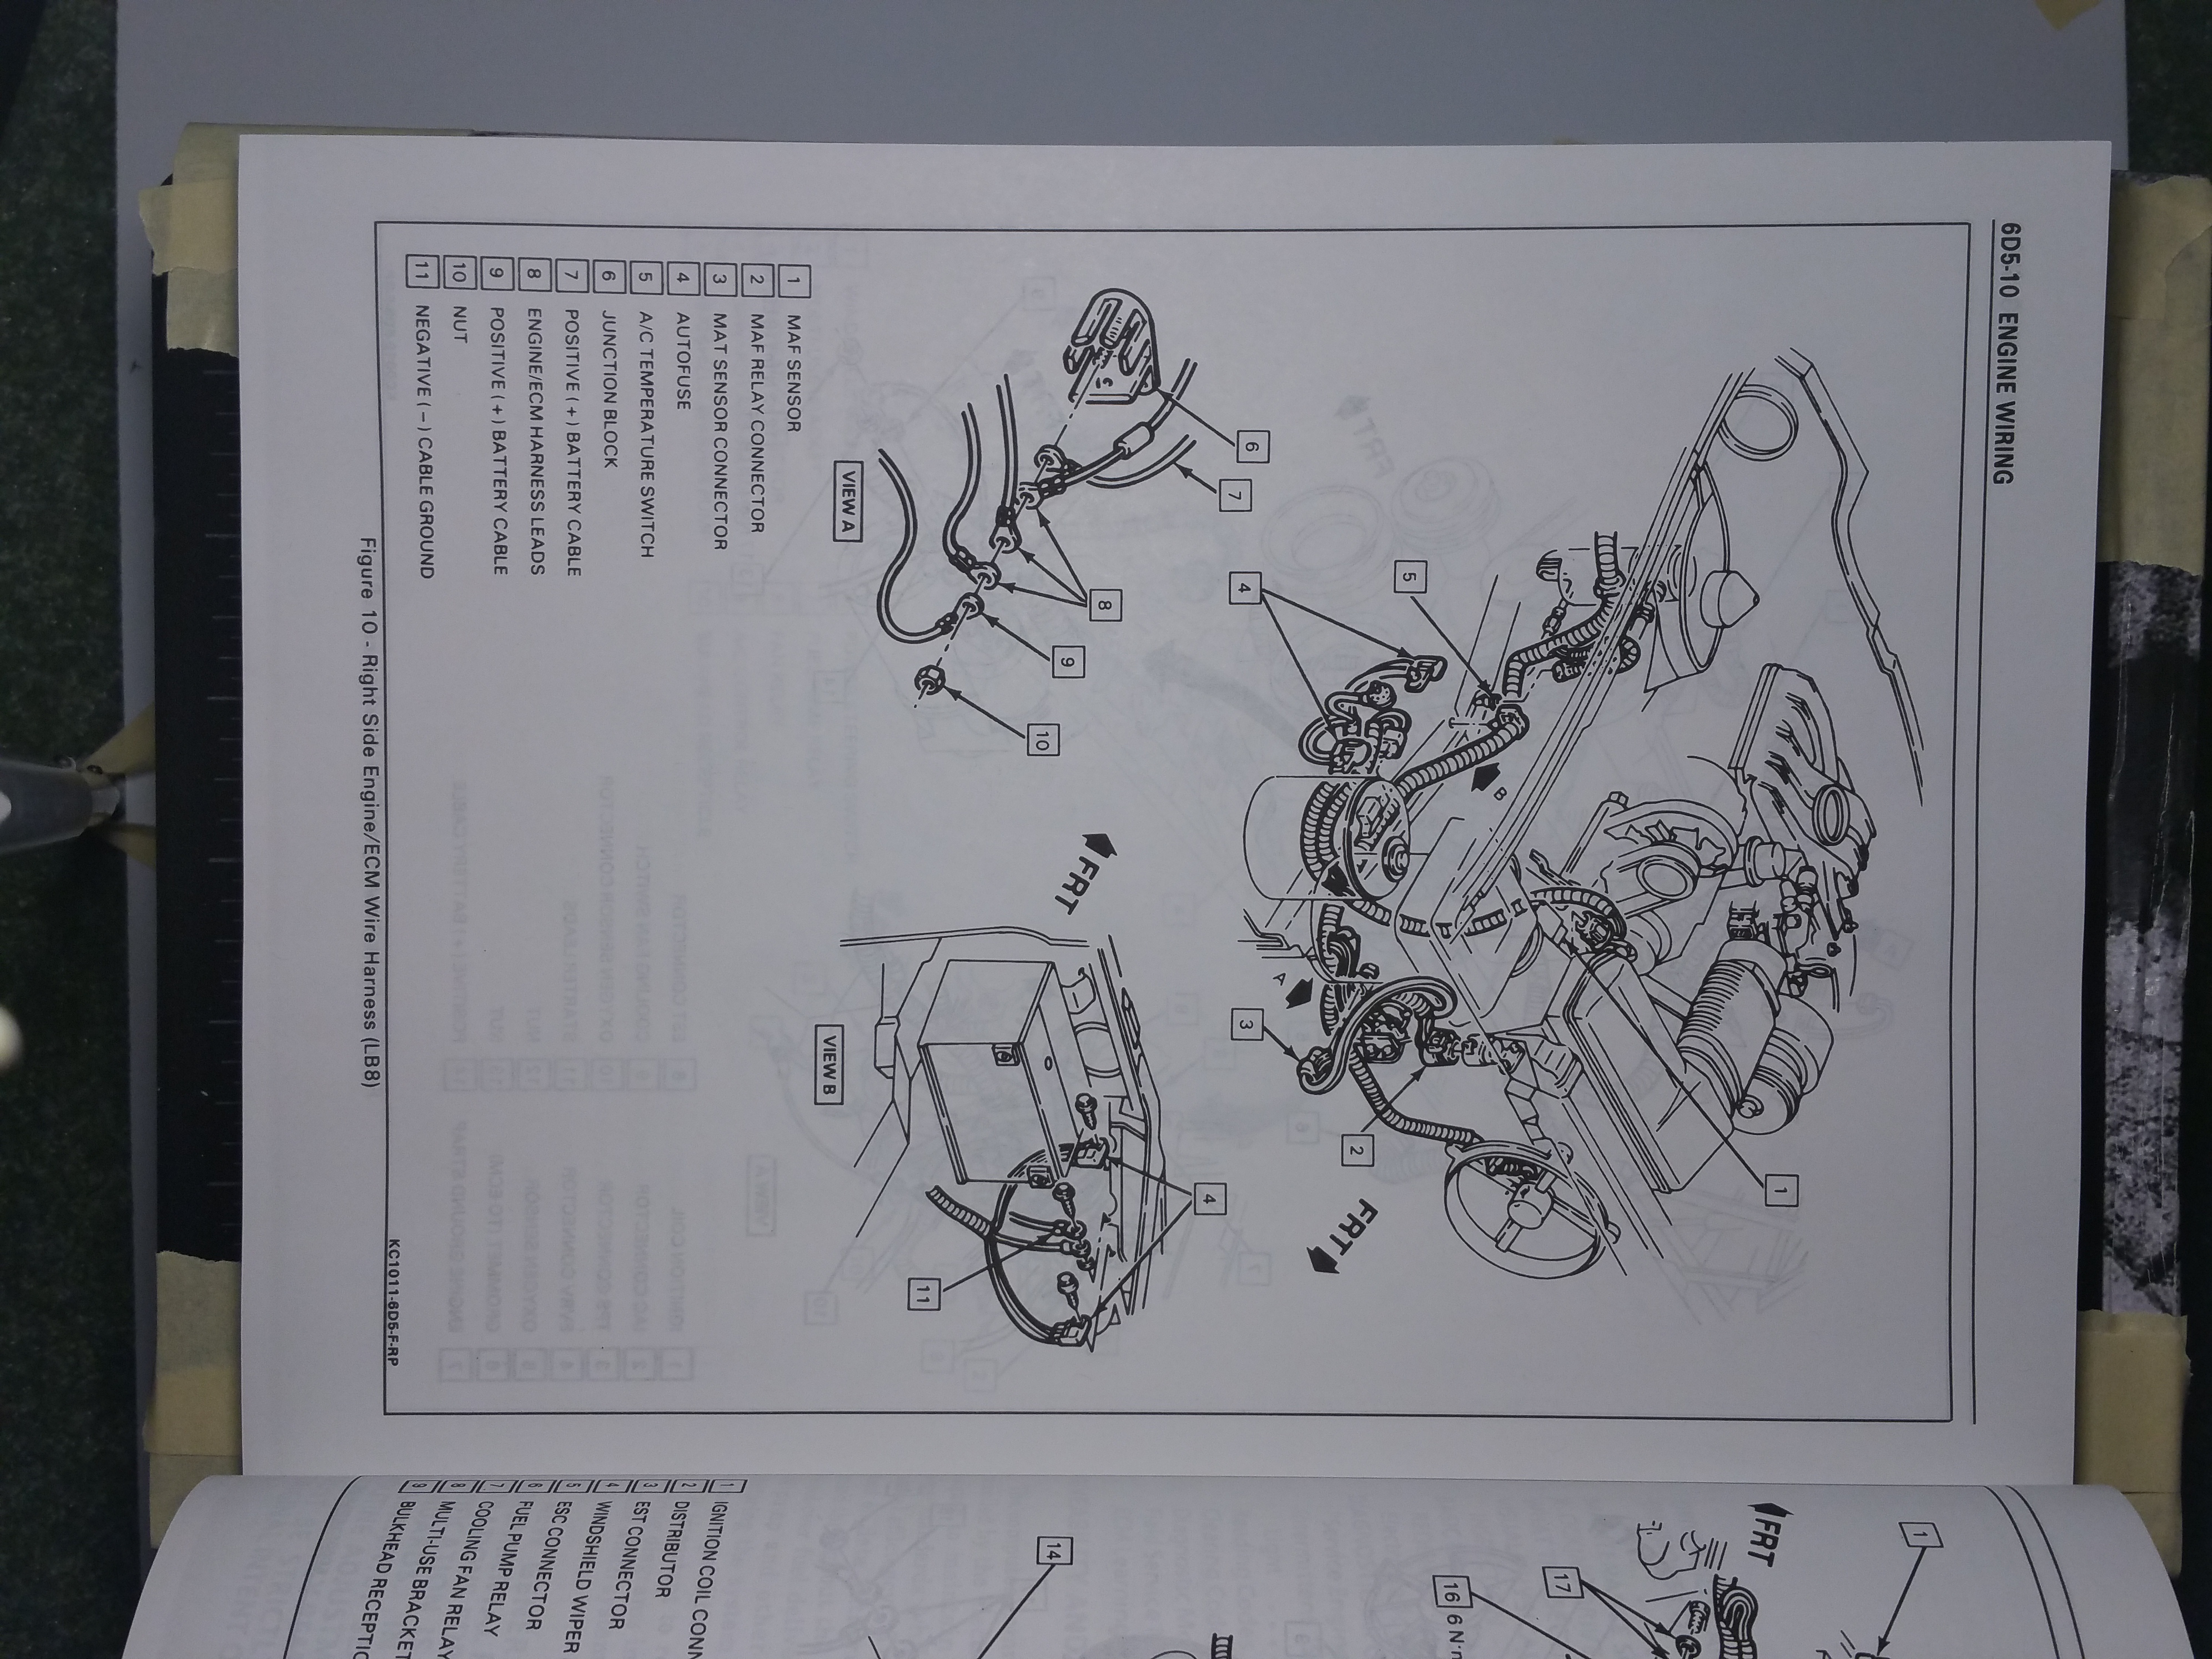 6D5-10 ENGINE WIRING
1
5
B
4
6
7
8
9
10
VIEW A
FRT
A
3
2
FRT
4
11
VIEW B
1 MAF SENSOR
2 MAF RELAY CONNECTOR
3 MAT SENSOR CONNECTOR
4 AUTOFUSE
5 A/C TEMPERATURE SWITCH
6 JUNCTION BLOCK
7 POSITIVE (+) BATTERY CABLE
8 ENGINE/ECM HARNESS LEADS
9 POSITIVE (+) BATTERY CABLE
10 NUT
11 NEGATIVE (–) CABLE GROUND
KC1011-6D5-F-RP
Figure 10 - Right Side Engine/ECM Wire Harness (LB8)
1
FRT
17
16 6 N·m
14
1 IGNITION COIL
2 DISTRIBUTOR
3 EST CONNECTOR
4 WINDSHIELD WIPER
5 ESC CONNECTOR
6 FUEL PUMP RELAY
7 COOLING FAN RELAY
8 MULTI-USE BRACKET
9 BULKHEAD